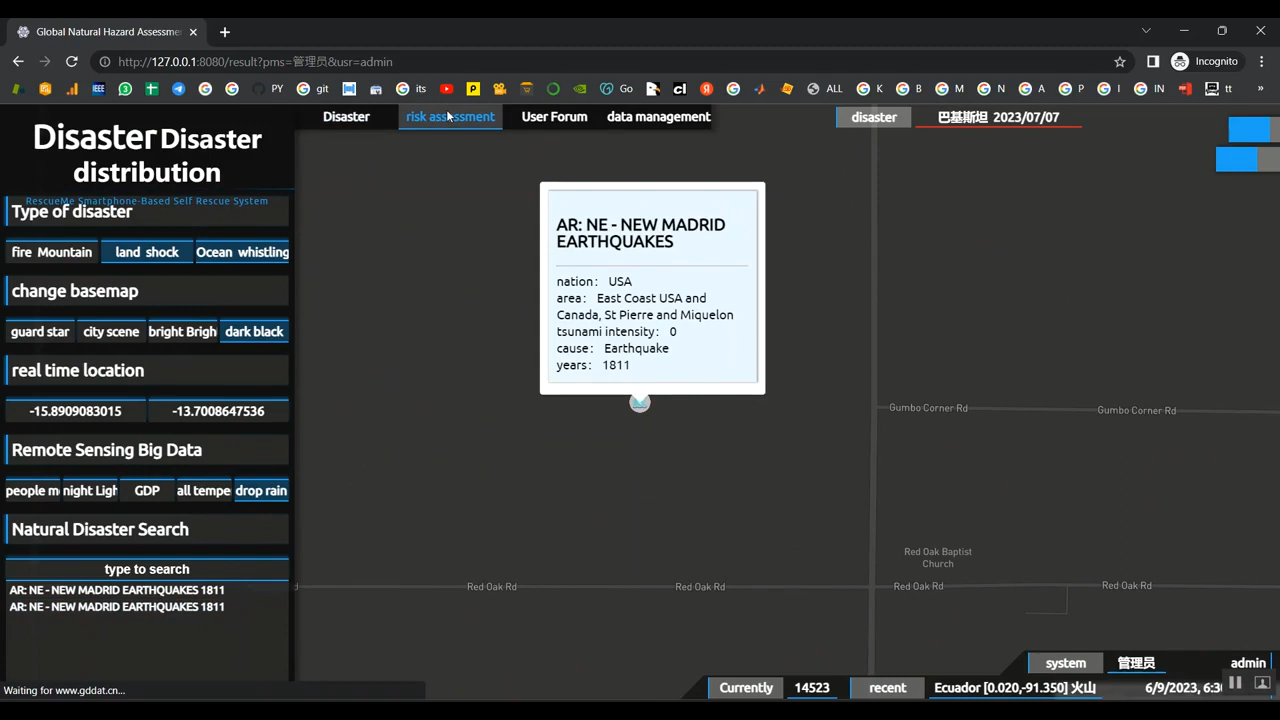 Global Natural Hazard Assessme
http://127.0.0.1:8080/result?pms=管理员&usr=admin
Incognito
PY
git
its
Go
ALL
K
B
M
N
A
P
I
IN
tt
»
Disaster
risk assessment
User Forum
data management
disaster
巴基斯坦 2023/07/07
Disaster Disaster
distribution
RescueMe Smartphone-Based Self Rescue System
Type of disaster
fire Mountain
land shock
Ocean whistling
change basemap
guard star
city scene
bright Brigh
dark black
real time location
-15.8909083015
-13.7008647536
Remote Sensing Big Data
people m
night Ligh
GDP
all tempe
drop rain
Natural Disaster Search
type to search
AR: NE - NEW MADRID EARTHQUAKES 1811
AR: NE - NEW MADRID EARTHQUAKES 1811
AR: NE - NEW MADRID
EARTHQUAKES
nation： USA
area： East Coast USA and
Canada, St Pierre and Miquelon
tsunami intensity： 0
cause： Earthquake
years： 1811
Gumbo Corner Rd
Gumbo Corner Rd
Red Oak Baptist
Church
d
Red Oak Rd
Red Oak Rd
Red Oak Rd
Red Oak Rd
system
管理员
admin
Waiting for www.gddat.cn...
Currently
14523
recent
Ecuador [0.020,-91.350] 火山
6/9/2023, 6:30